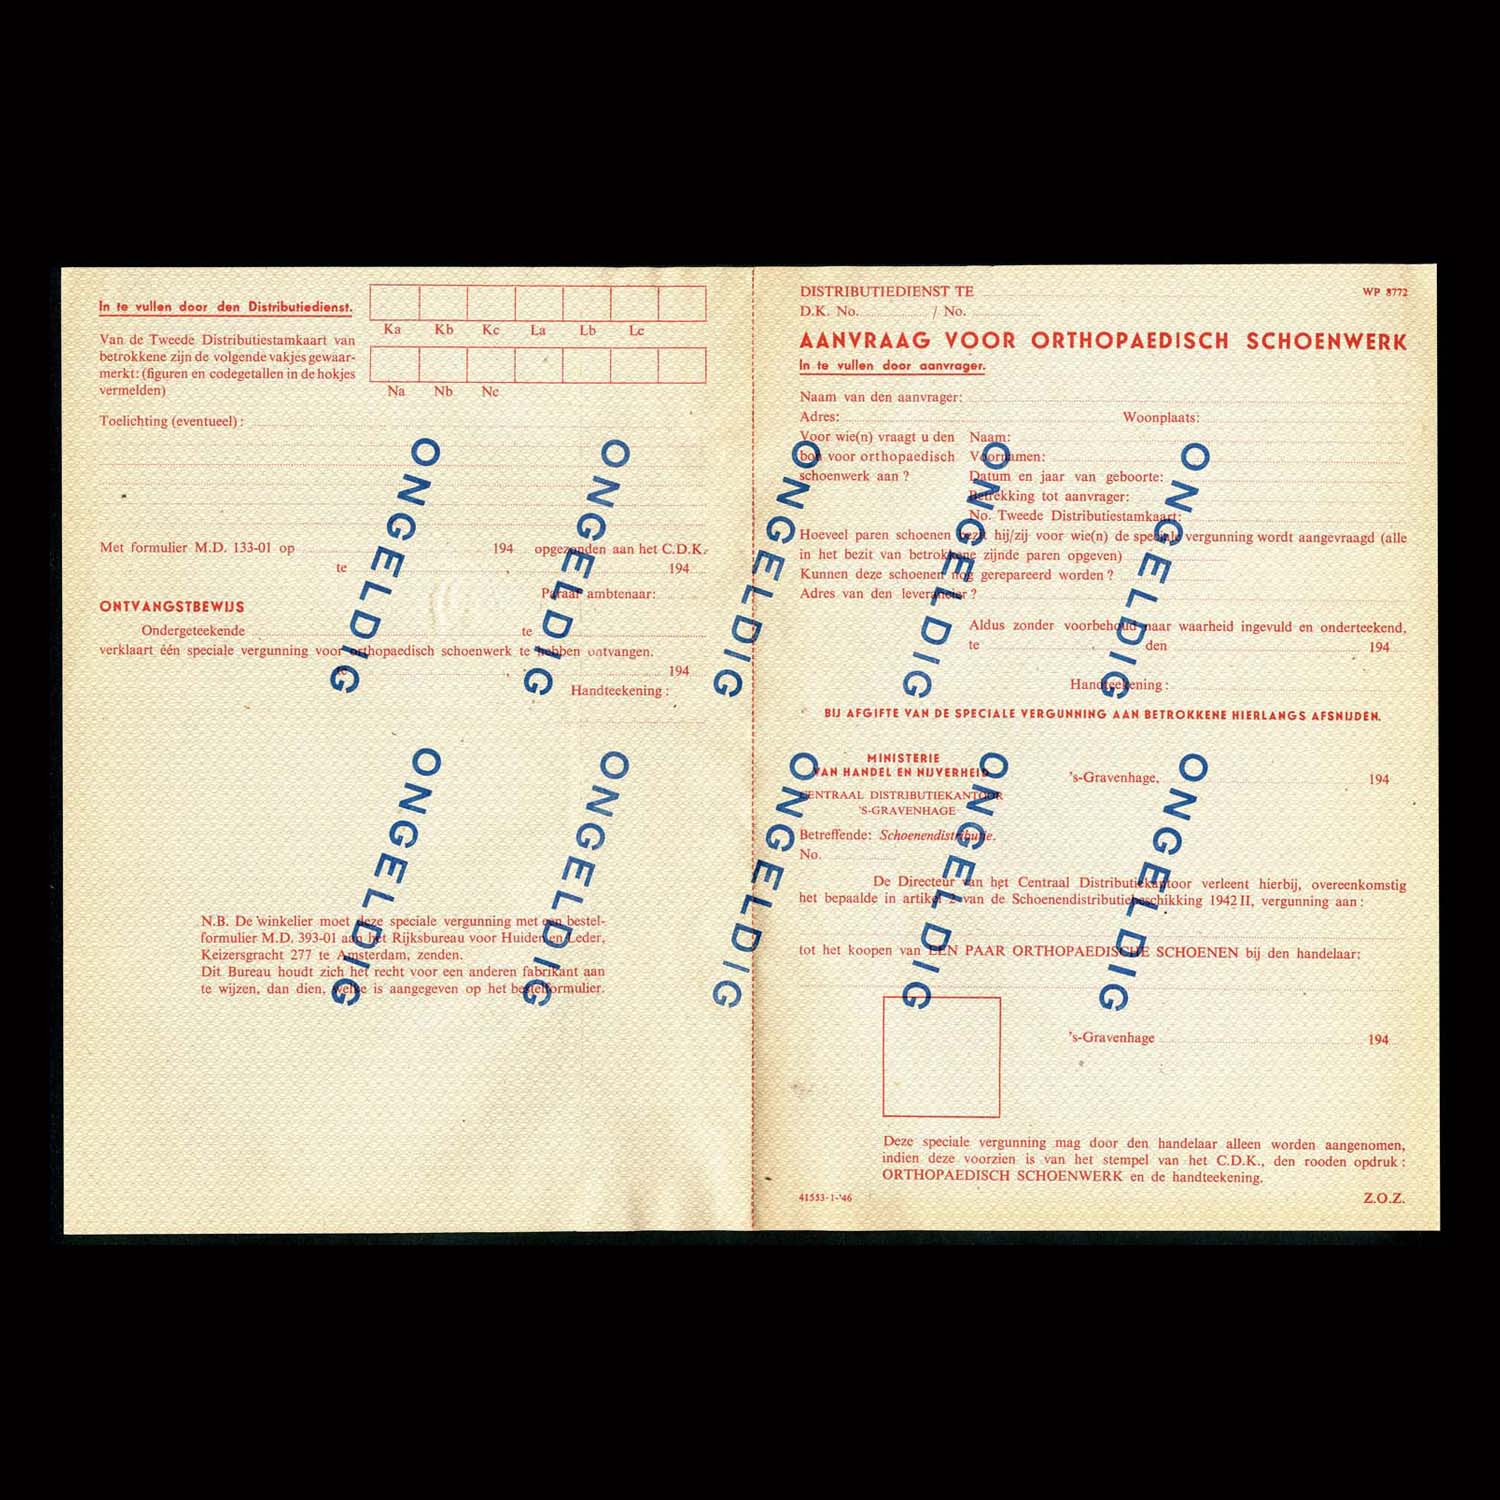 In te vullen door den Distributiedienst.
Van de Tweede Distributiestamkaart van
betrokkene zijn de volgende vakjes gewaar-
merkt: (figuren en codegetallen in de hokjes
vermelden)
Ka Kb Kc La Lb Lc
Na Nb Nc
Toelichting (eventueel):
Met formulier M.D. 133-01 op 194 opgezonden aan het C.D.K.
te 194
Paraaf ambtenaar:
ONTVANGSTBEWIJS
Ondergeteekende te
verklaart één speciale vergunning voor orthopaedisch schoenwerk te hebben ontvangen.
te 194
Handteekening:
N.B. De winkelier moet deze speciale vergunning met een bestel-
formulier M.D. 393-01 aan het Rijksbureau voor Huiden en Leder,
Keizersgracht 277 te Amsterdam, zenden.
Dit Bureau houdt zich het recht voor een anderen fabrikant aan
te wijzen, dan dien, welke is aangegeven op het bestelformulier.
DISTRIBUTIEDIENST TE WP 8772
D.K. No. / No.
AANVRAAG VOOR ORTHOPAEDISCH SCHOENWERK
In te vullen door aanvrager.
Naam van den aanvrager:
Adres: Woonplaats:
Voor wie(n) vraagt u den Naam:
bon voor orthopaedisch Voornamen:
schoenwerk aan? Datum en jaar van geboorte:
Betrekking tot aanvrager:
No. Tweede Distributiestamkaart:
Hoeveel paren schoenen bezit hij/zij voor wie(n) de speciale vergunning wordt aangevraagd (alle
in het bezit van betrokkene zijnde paren opgeven)
Kunnen deze schoenen nog gerepareerd worden?
Adres van den leverancier?
Aldus zonder voorbehoud naar waarheid ingevuld en onderteekend,
te den 194
Handteekening:
BIJ AFGIFTE VAN DE SPECIALE VERGUNNING AAN BETROKKENE HIERLANGS AFSNIJDEN.
MINISTERIE
VAN HANDEL EN NIJVERHEID
CENTRAAL DISTRIBUTIEKANTOOR
'S-GRAVENHAGE
's-Gravenhage, 194
Betreffende: Schoenendistributie.
No.
De Directeur van het Centraal Distributiekantoor verleent hierbij, overeenkomstig
het bepaalde in artikel 2 van de Schoenendistributiebeschikking 1942 II, vergunning aan:
tot het koopen van EEN PAAR ORTHOPAEDISCHE SCHOENEN bij den handelaar:
's-Gravenhage 194
Deze speciale vergunning mag door den handelaar alleen worden aangenomen,
indien deze voorzien is van het stempel van het C.D.K., den rooden opdruk:
ORTHOPAEDISCH SCHOENWERK en de handteekening.
41553-1-'46 Z.O.Z.
ONGELDIG
ONGELDIG
ONGELDIG
ONGELDIG
ONGELDIG
ONGELDIG
ONGELDIG
ONGELDIG
ONGELDIG
ONGELDIG